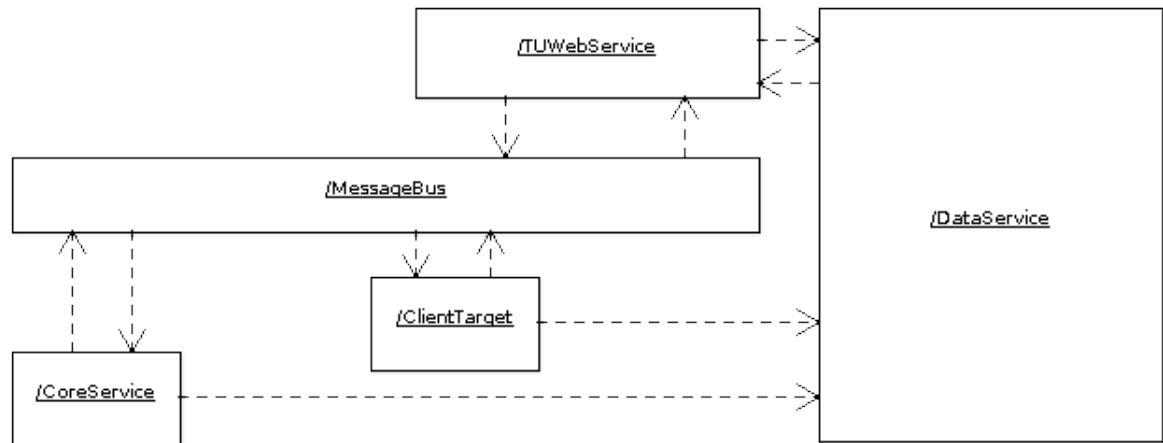 /TUWebService
/MessageBus
/DataService
/ClientTarget
/CoreService